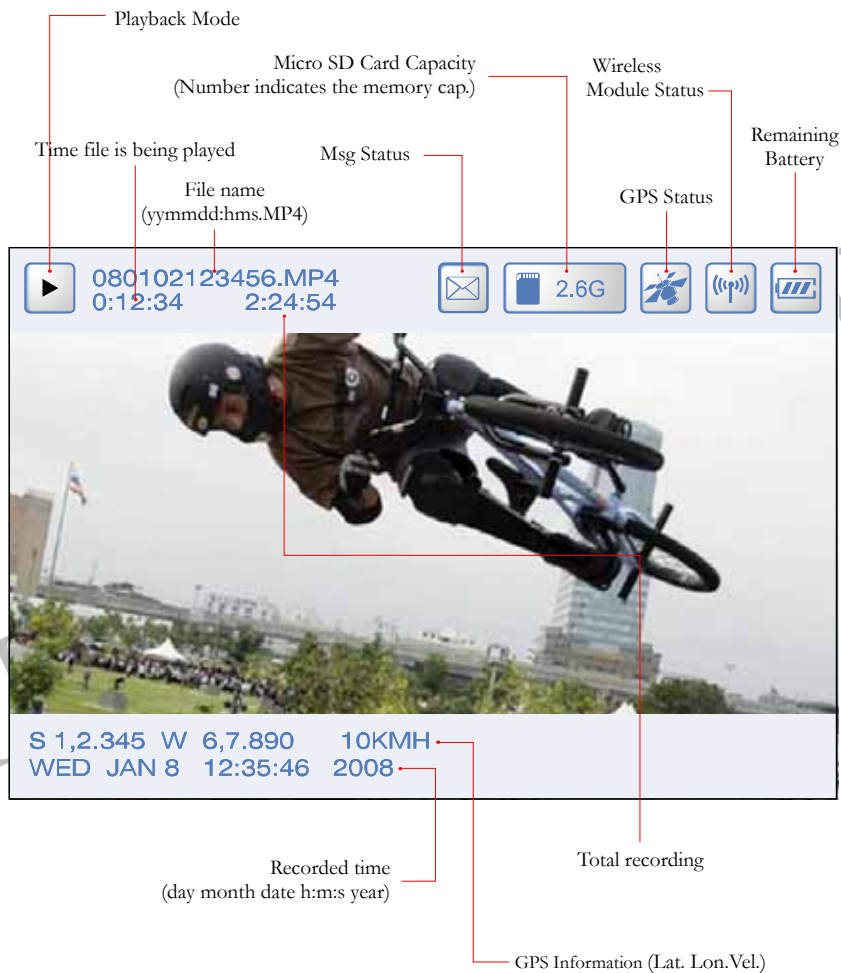 Playback Mode
Micro SD Card Capacity
(Number indicates the memory cap.)
Wireless
Module Status
Time file is being played
Msg Status
Remaining
Battery
File name
(yymmdd:hms.MP4)
GPS Status
080102123456.MP4
0:12:34 2:24:54
2.6G
S 1,2.345 W 6,7.890 10KMH
WED JAN 8 12:35:46 2008
Recorded time
(day month date h:m:s year)
Total recording
GPS Information (Lat. Lon.Vel.)